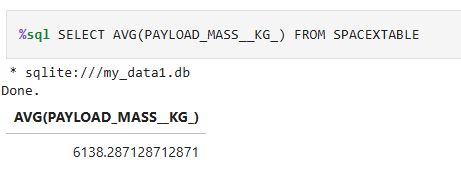 %sql SELECT AVG(PAYLOAD_MASS__KG_) FROM SPACEXTABLE
* sqlite:///my_data1.db
Done.
AVG(PAYLOAD_MASS__KG_)
6138.287128712871